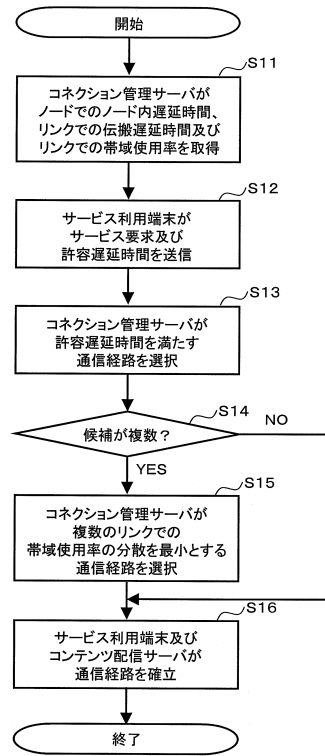 開始
S11
コネクション管理サーバが
ノードでのノード内遅延時間、
リンクでの伝搬遅延時間及び
リンクでの帯域使用率を取得
S12
サービス利用端末が
サービス要求及び
許容遅延時間を送信
S13
コネクション管理サーバが
許容遅延時間を満たす
通信経路を選択
S14
候補が複数？
NO
YES
S15
コネクション管理サーバが
複数のリンクでの
帯域使用率の分散を最小とする
通信経路を選択
S16
サービス利用端末及び
コンテンツ配信サーバが
通信経路を確立
終了